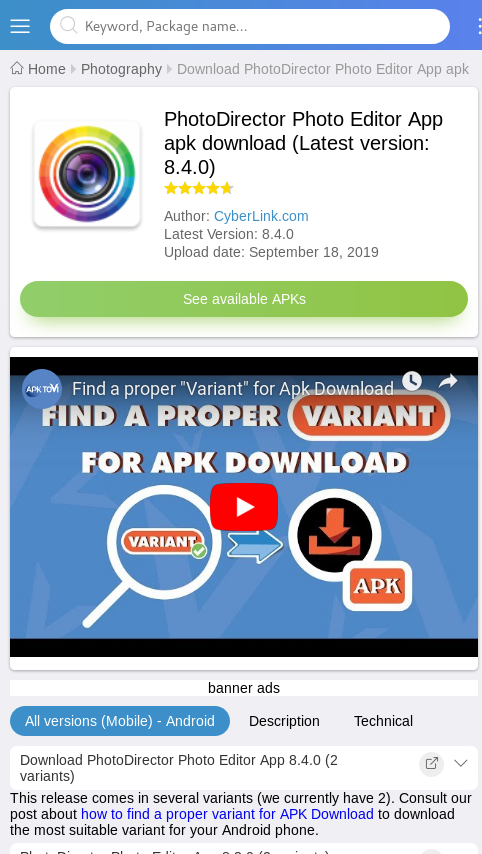 Keyword, Package name...
Home Photography Download PhotoDirector Photo Editor App apk
PhotoDirector Photo Editor App
apk download (Latest version:
8.4.0)
Author: CyberLink.com
Latest Version: 8.4.0
Upload date: September 18, 2019
See available APKs
Find a proper "Variant" for Apk Download
FIND A PROPER VARIANT
FOR APK DOWNLOAD
VARIANT
APK
banner ads
All versions (Mobile) - Android Description Technical
Download PhotoDirector Photo Editor App 8.4.0 (2
variants)
This release comes in several variants (we currently have 2). Consult our
post about how to find a proper variant for APK Download to download
the most suitable variant for your Android phone.